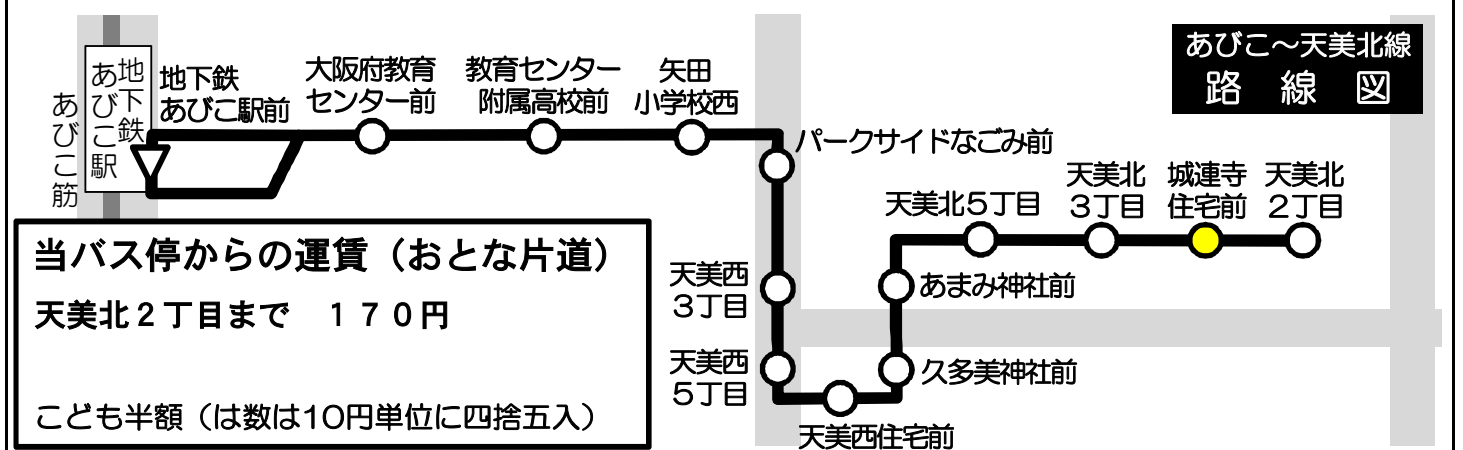 あびこ～天美北線
路線図
あびこ筋
地下鉄
あびこ駅
地下鉄
あびこ駅前
大阪府教育
センター前
教育センター
附属高校前
矢田
小学校西
パークサイドなごみ前
天美西
3丁目
天美西
5丁目
天美西住宅前
久多美神社前
あまみ神社前
天美北5丁目
天美北
3丁目
城連寺
住宅前
天美北
2丁目
当バス停からの運賃（おとな片道）
天美北２丁目まで　１７０円
こども半額（は数は10円単位に四捨五入）